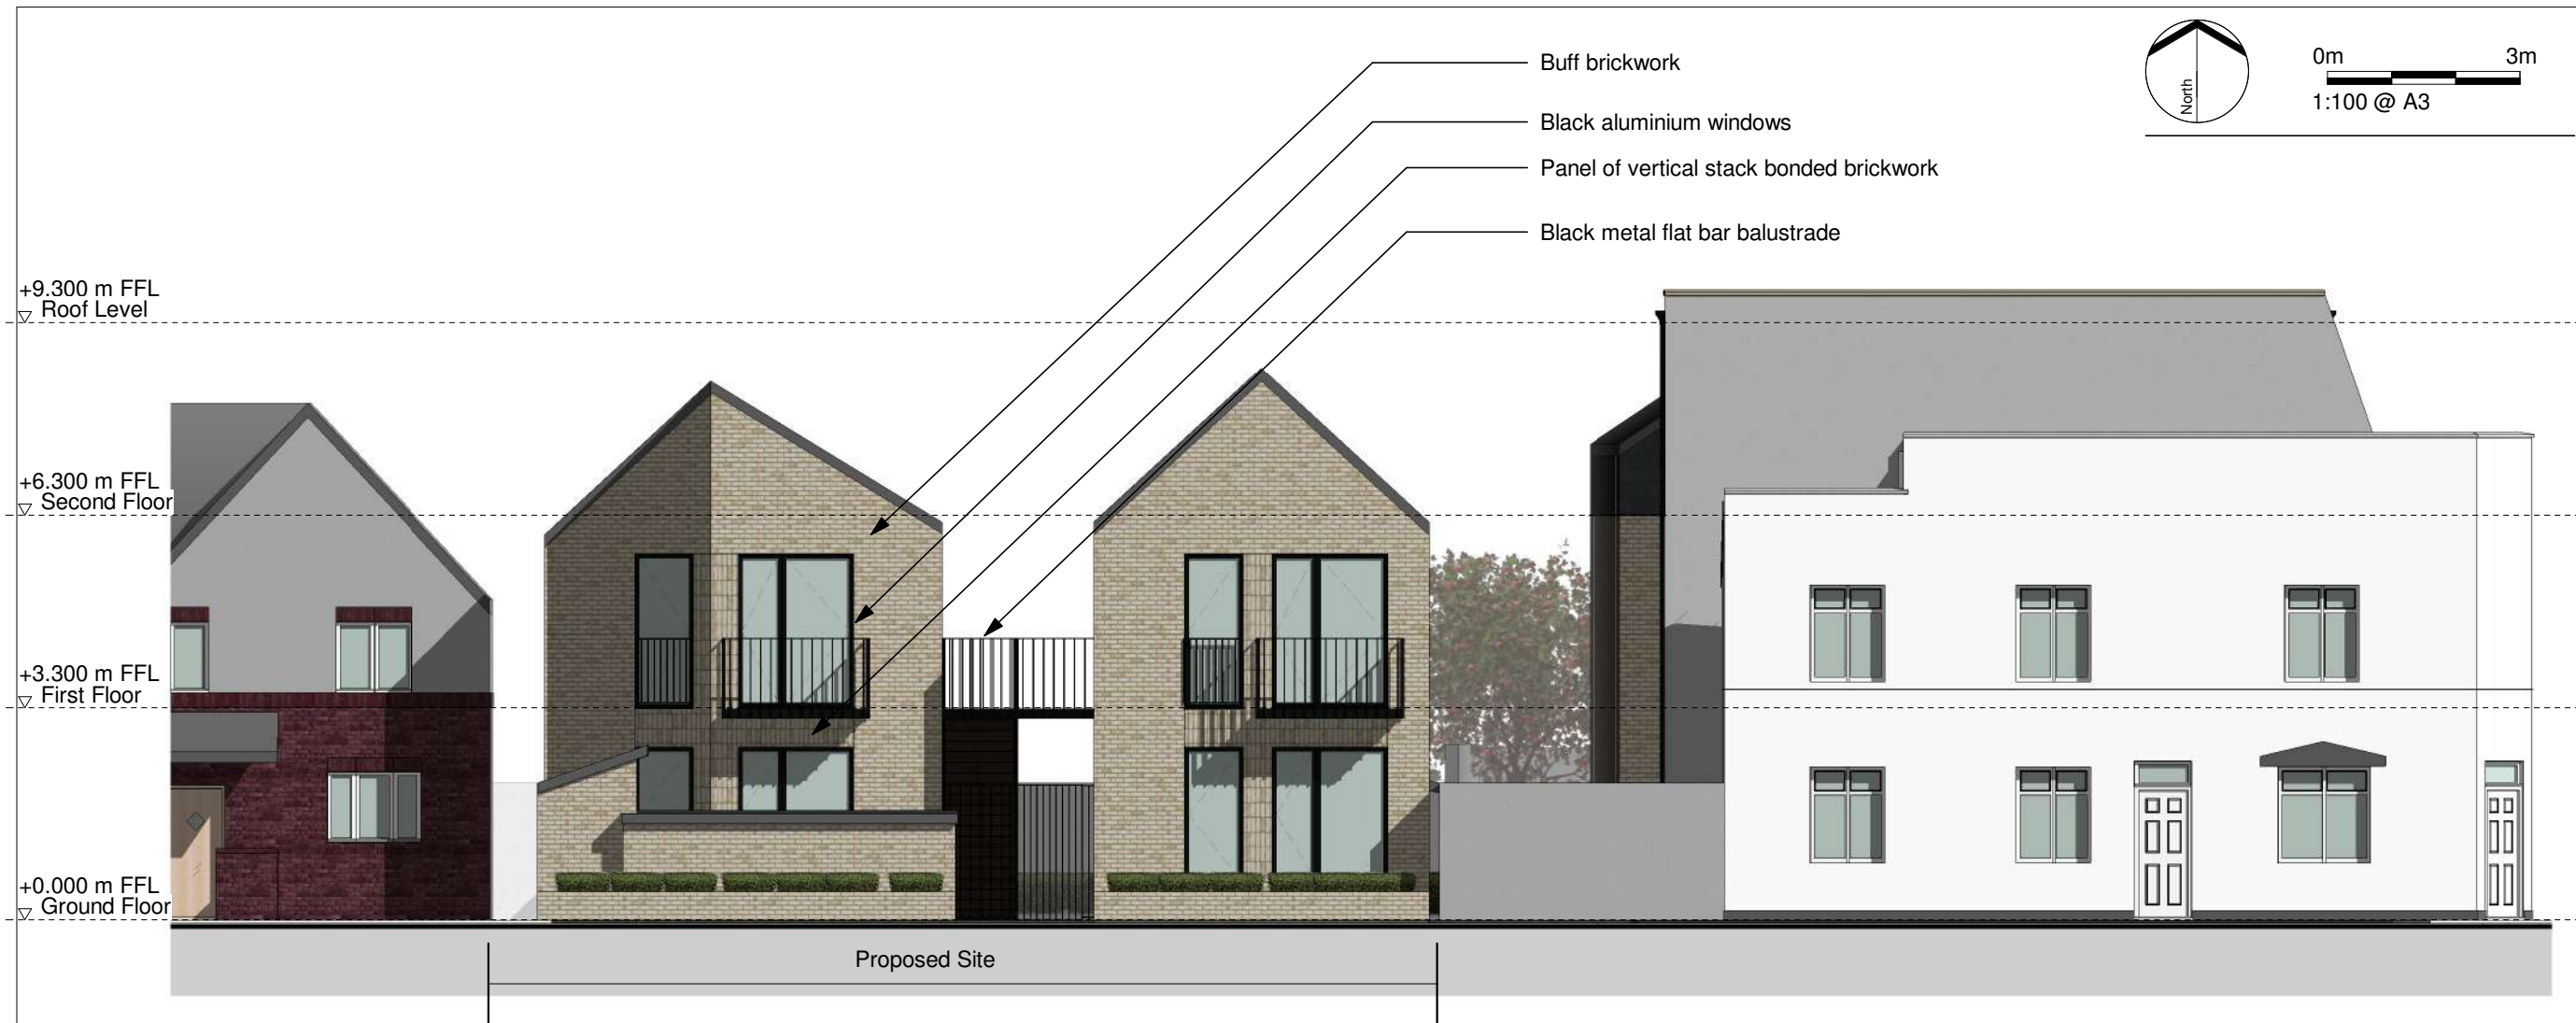 Buff brickwork
Black aluminium windows
Panel of vertical stack bonded brickwork
Black metal flat bar balustrade
North
0m 3m
1:100 @ A3
+9.300 m FFL
Roof Level
+6.300 m FFL
Second Floor
+3.300 m FFL
First Floor
+0.000 m FFL
Ground Floor
Proposed Site